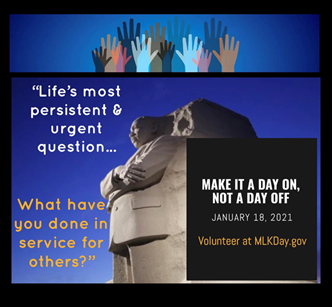 “Life’s most
persistent &
urgent
question...
What have
you done in
service for
others?”
MAKE IT A DAY ON,
NOT A DAY OFF
JANUARY 18, 2021
Volunteer at MLKDay.gov